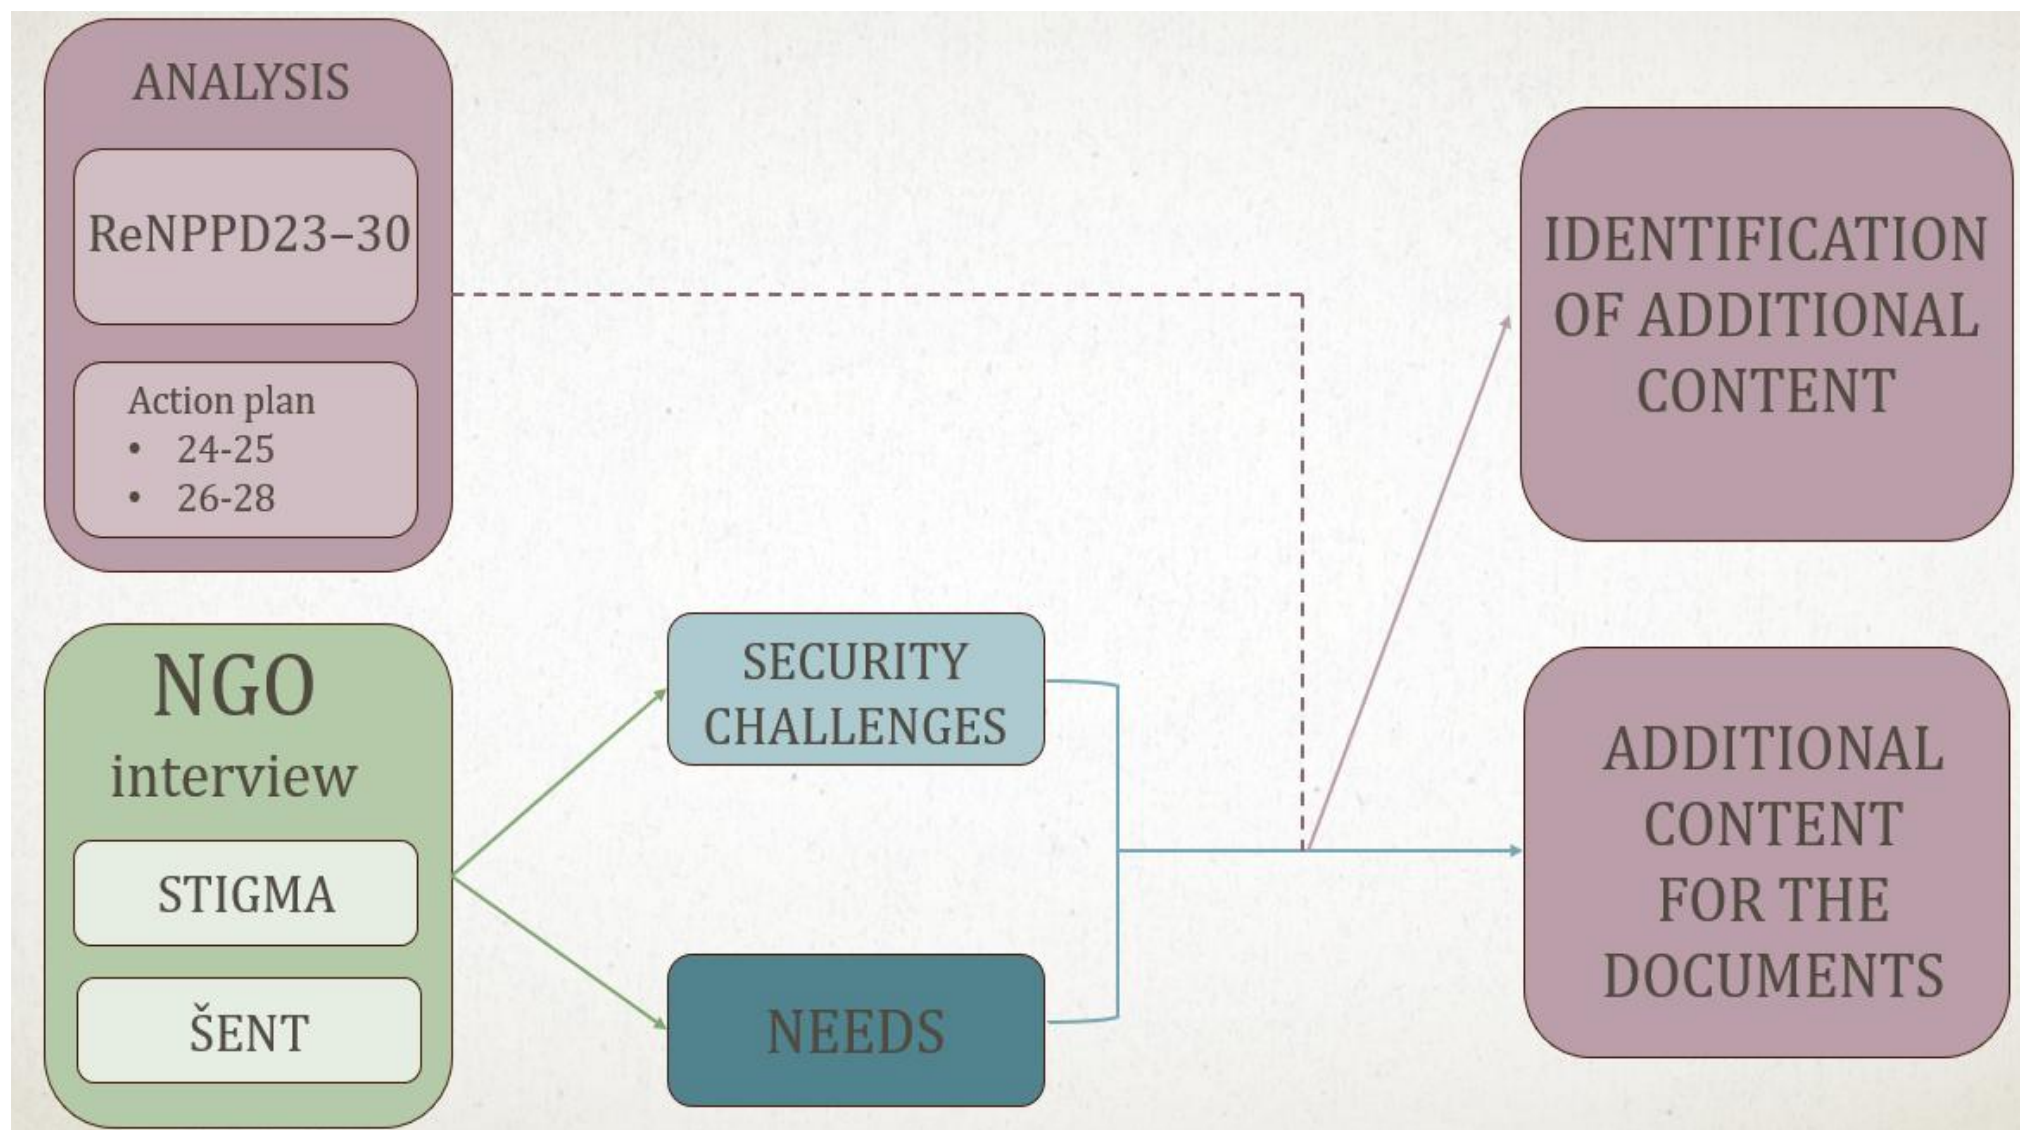 ANALYSIS
ReNPPD23–30
Action plan
• 24-25
• 26-28
NGO
interview
STIGMA
ŠENT
SECURITY
CHALLENGES
NEEDS
IDENTIFICATION
OF ADDITIONAL
CONTENT
ADDITIONAL
CONTENT
FOR THE
DOCUMENTS